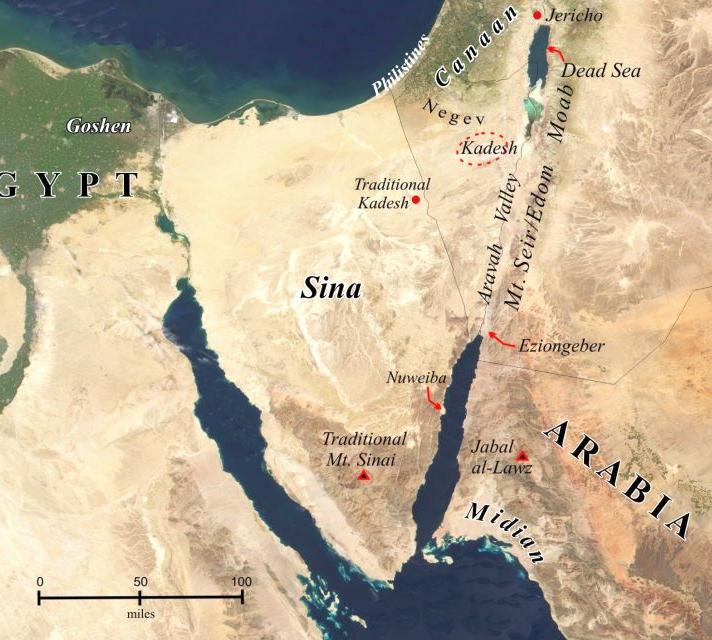 Jericho
Canaan
Philistines
Dead Sea
Moab
Negev
Goshen
Kadesh
GYPT
Traditional
Kadesh
Aravah Valley
Mt. Seir/Edom
Sina
Eziongeber
Nuweiba
Traditional
Mt. Sinai
Jabal
al-Lawz
ARABIA
Midian
0 50 100
miles